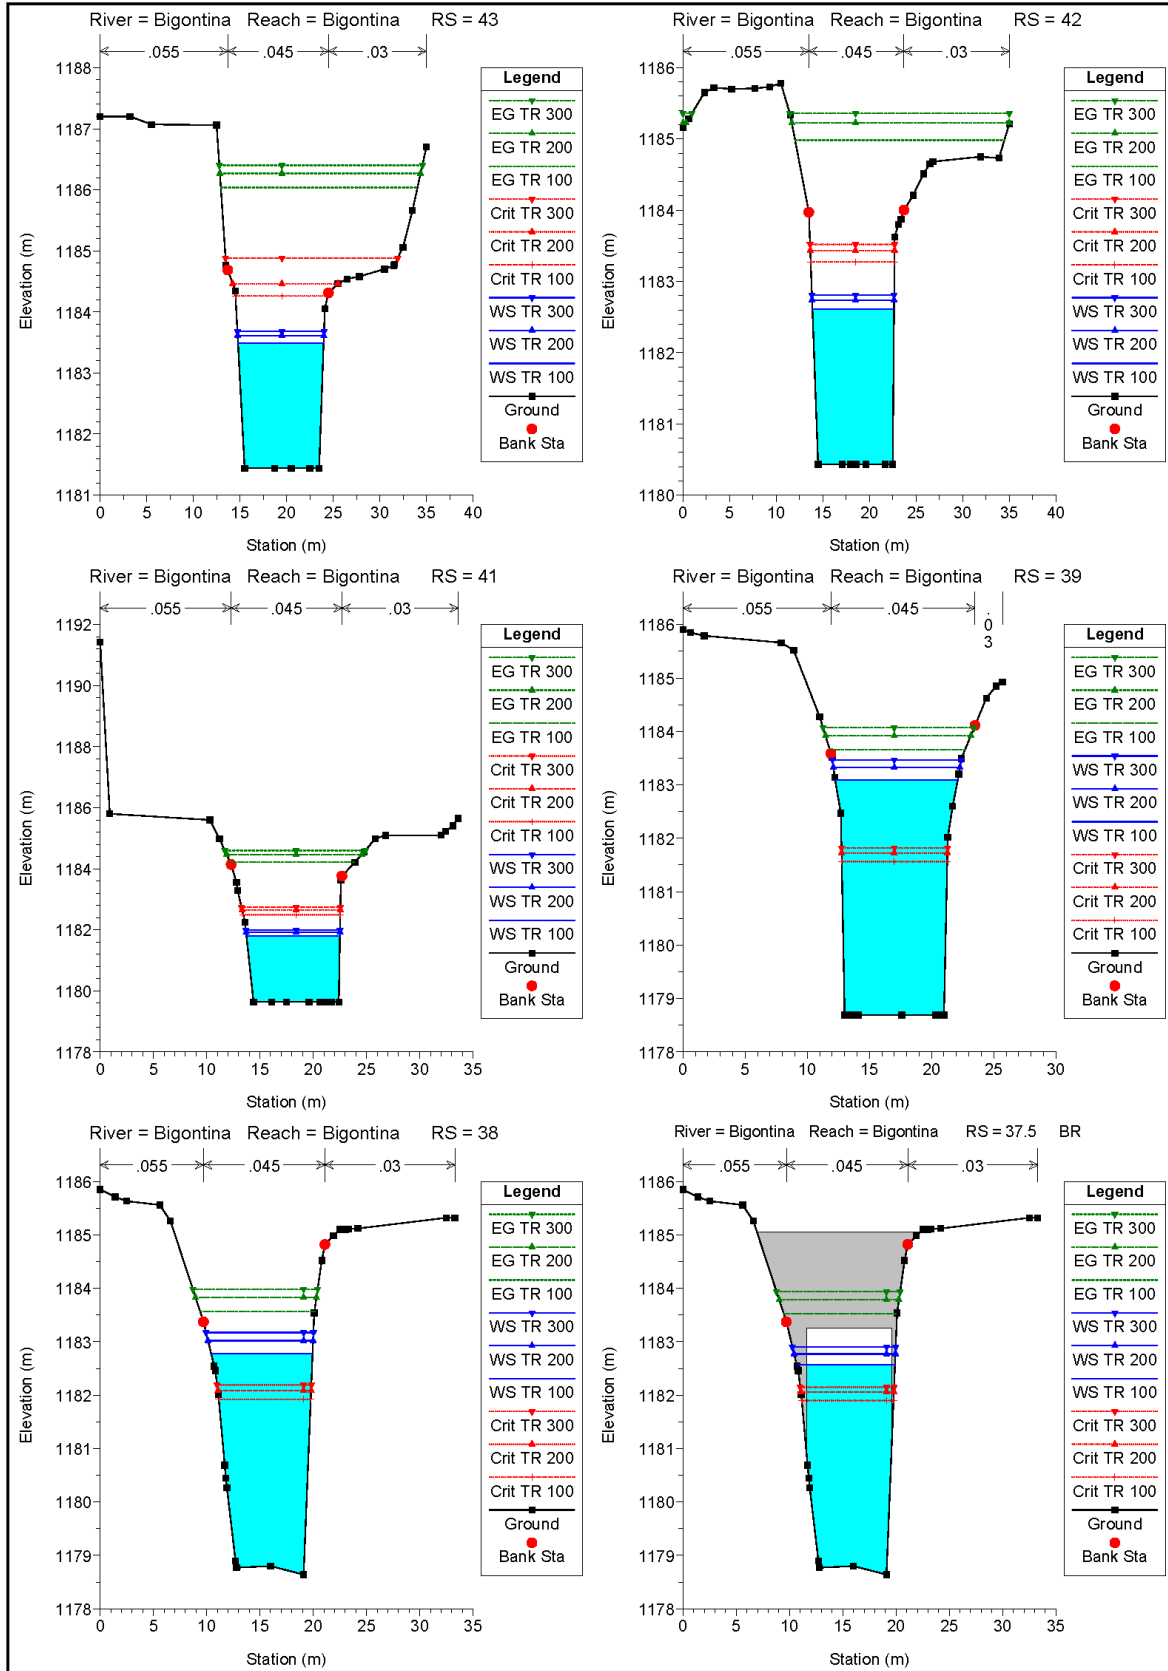 River = Bigontina Reach = Bigontina RS = 43
.055 .045 .03
1188
1187
1186
1185
1184
1183
1182
1181
Elevation (m)
0 5 10 15 20 25 30 35 40
Station (m)
Legend
EG TR 300
EG TR 200
EG TR 100
Crit TR 300
Crit TR 200
Crit TR 100
WS TR 300
WS TR 200
WS TR 100
Ground
Bank Sta
River = Bigontina Reach = Bigontina RS = 42
.055 .045 .03
1186
1185
1184
1183
1182
1181
1180
Elevation (m)
0 5 10 15 20 25 30 35 40
Station (m)
Legend
EG TR 300
EG TR 200
EG TR 100
Crit TR 300
Crit TR 200
Crit TR 100
WS TR 300
WS TR 200
WS TR 100
Ground
Bank Sta
River = Bigontina Reach = Bigontina RS = 41
.055 .045 .03
1192
1190
1188
1186
1184
1182
1180
1178
Elevation (m)
0 5 10 15 20 25 30 35
Station (m)
Legend
EG TR 300
EG TR 200
EG TR 100
Crit TR 300
Crit TR 200
Crit TR 100
WS TR 300
WS TR 200
WS TR 100
Ground
Bank Sta
River = Bigontina Reach = Bigontina RS = 39
.055 .045 .03
1186
1185
1184
1183
1182
1181
1180
1179
1178
Elevation (m)
0 5 10 15 20 25 30
Station (m)
Legend
EG TR 300
EG TR 200
EG TR 100
WS TR 300
WS TR 200
WS TR 100
Crit TR 300
Crit TR 200
Crit TR 100
Ground
Bank Sta
River = Bigontina Reach = Bigontina RS = 38
.055 .045 .03
1186
1185
1184
1183
1182
1181
1180
1179
1178
Elevation (m)
0 5 10 15 20 25 30 35
Station (m)
Legend
EG TR 300
EG TR 200
EG TR 100
WS TR 300
WS TR 200
WS TR 100
Crit TR 300
Crit TR 200
Crit TR 100
Ground
Bank Sta
River = Bigontina Reach = Bigontina RS = 37.5 BR
.055 .045 .03
1186
1185
1184
1183
1182
1181
1180
1179
1178
Elevation (m)
0 5 10 15 20 25 30 35
Station (m)
Legend
EG TR 300
EG TR 200
EG TR 100
WS TR 300
WS TR 200
WS TR 100
Crit TR 300
Crit TR 200
Crit TR 100
Ground
Bank Sta